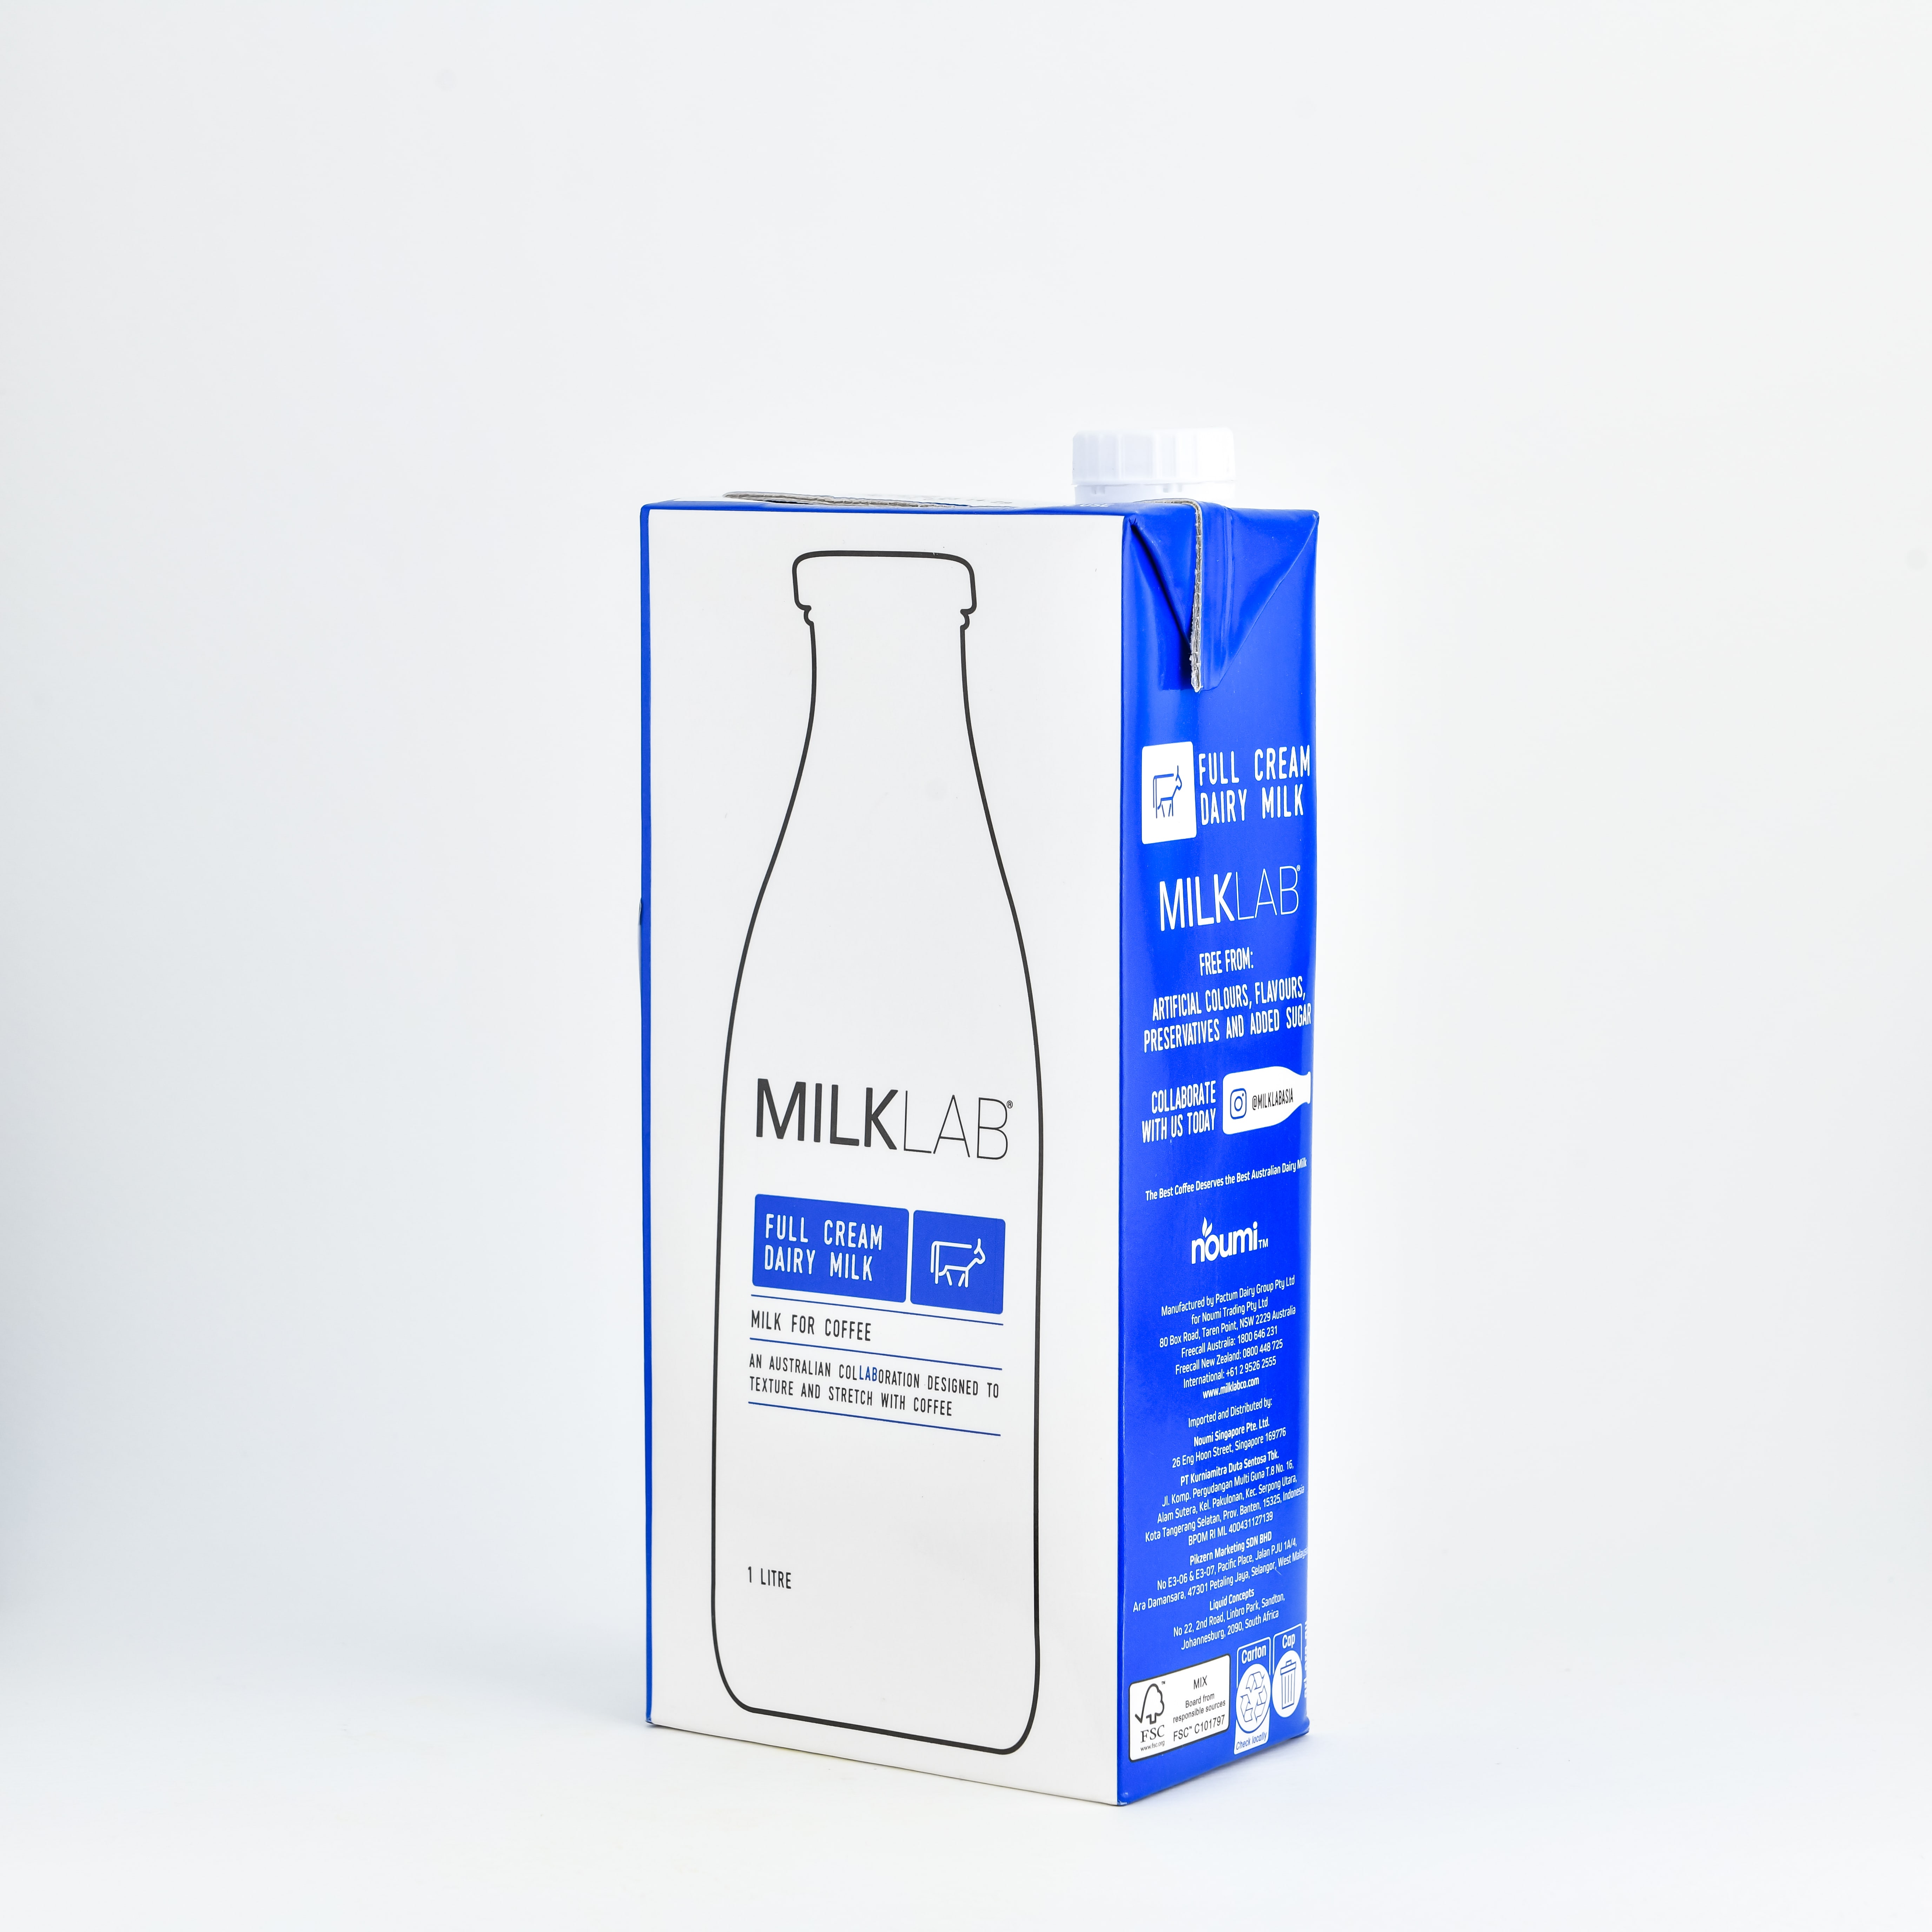 MILKLAB®
FULL CREAM
DAIRY MILK
MILK FOR COFFEE
AN AUSTRALIAN COLLABORATION DESIGNED TO
TEXTURE AND STRETCH WITH COFFEE
1 LITRE
FULL CREAM
DAIRY MILK
MILKLAB®
FREE FROM:
ARTIFICIAL COLOURS, FLAVOURS,
PRESERVATIVES AND ADDED SUGAR
COLLABORATE
WITH US TODAY
@MILKLABASIA
The Best Coffee Deserves the Best Australian Dairy Milk
noumi™
Manufactured by Pactum Dairy Group Pty Ltd
for Noumi Trading Pty Ltd
80 Box Road, Taren Point, NSW 2229 Australia
Freecall Australia: 1800 646 231
Freecall New Zealand: 0800 448 725
International: +61 2 9526 2555
www.milklabco.com
Imported and Distributed by:
Noumi Singapore Pte. Ltd.
26 Eng Hoon Street, Singapore 169776
PT Kurniamitra Duta Sentosa Tbk.
Jl. Komp. Pergudangan Multi Guna T.8 No. 16,
Alam Sutera, Kel. Pakulonan, Kec. Serpong Utara,
Kota Tangerang Selatan, Prov. Banten, 15325, Indonesia
BPOM RI ML 400431127139
Pikzern Marketing SDN BHD
No E3-06 & E3-07, Pacific Place, Jalan PJU 1A/4,
Ara Damansara, 47301 Petaling Jaya, Selangor, West Malaysia
Liquid Concepts
No 22, 2nd Road, Linbro Park, Sandton,
Johannesburg, 2090, South Africa
FSC
www.fsc.org
MIX
Board from
responsible sources
FSC™ C101797
Carton
Check locally
Cap